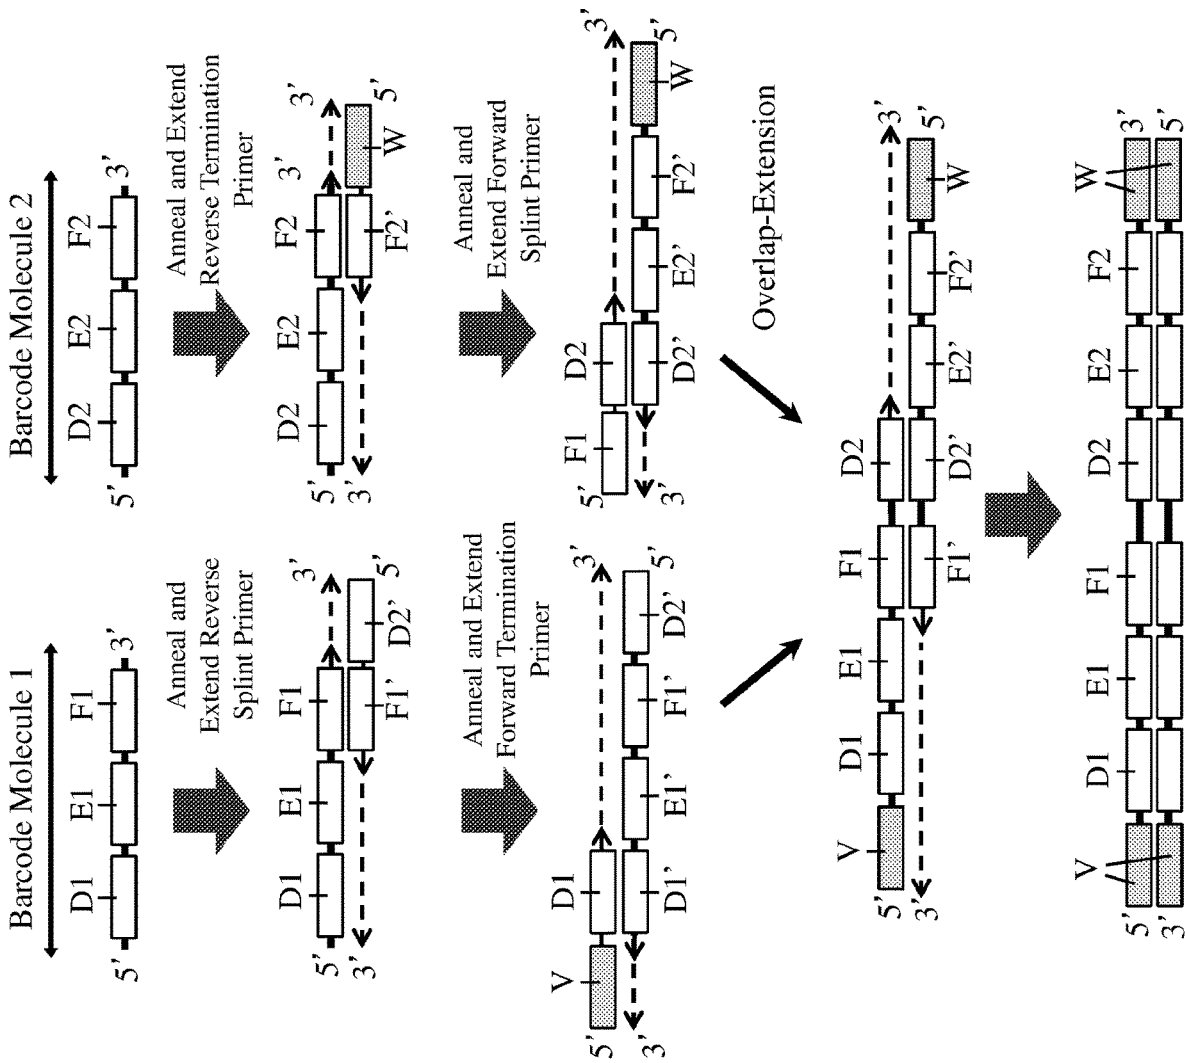 Barcode Molecule 1
D1 E1 F1
5' 3'
Anneal and
Extend Reverse
Splint Primer
D1 E1 F1 3'
5'
3' F1' D2' 5'
Anneal and Extend
Forward Termination
Primer
V D1 3'
5' 5'
3' D1' E1' F1' D2'
Barcode Molecule 2
D2 E2 F2
5' 3'
Anneal and Extend
Reverse Termination
Primer
D2 E2 F2 3' 3'
5' 5'
3' F2' W
Anneal and
Extend Forward
Splint Primer
F1 D2 3'
5' 5'
3' D2' E2' F2' W
Overlap-Extension
V D1 E1 F1 D2 3'
5' 5'
3' F1' D2' E2' F2' W
V D1 E1 F1 D2 E2 F2 W
5' 3'
3' 5'